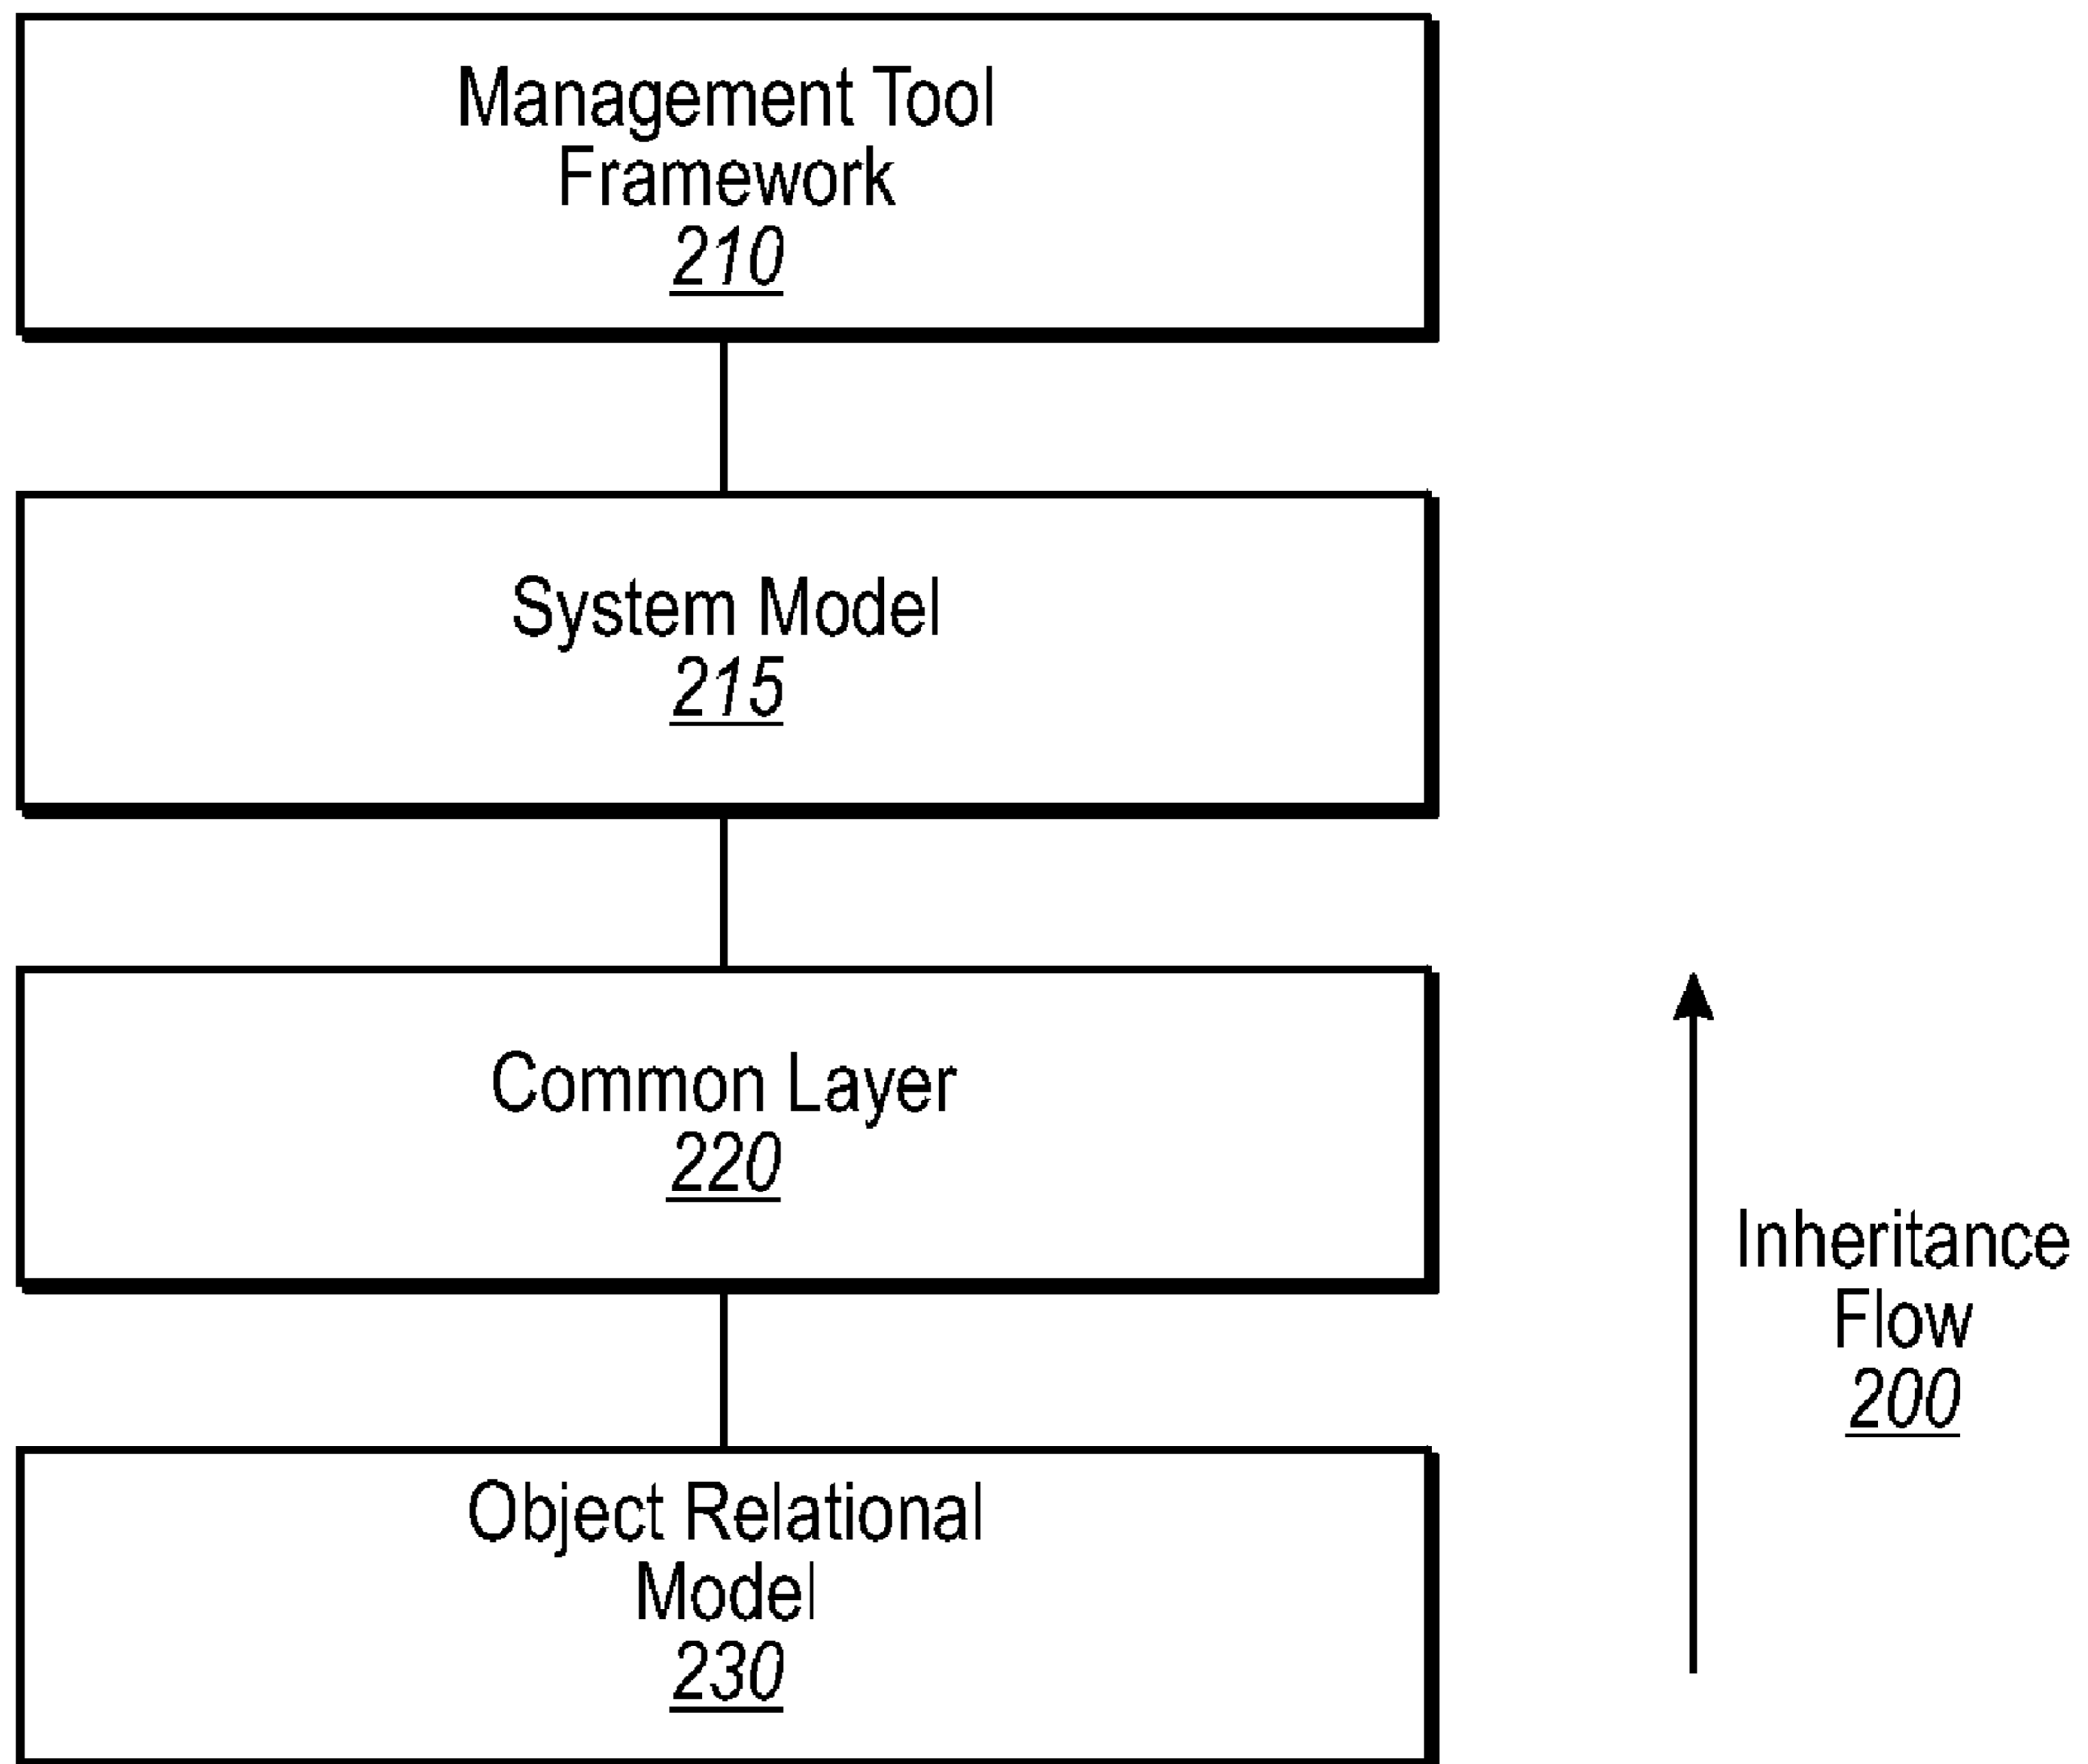 Management Tool
Framework
210
System Model
215
Common Layer
220
Inheritance
Flow
200
Object Relational
Model
230